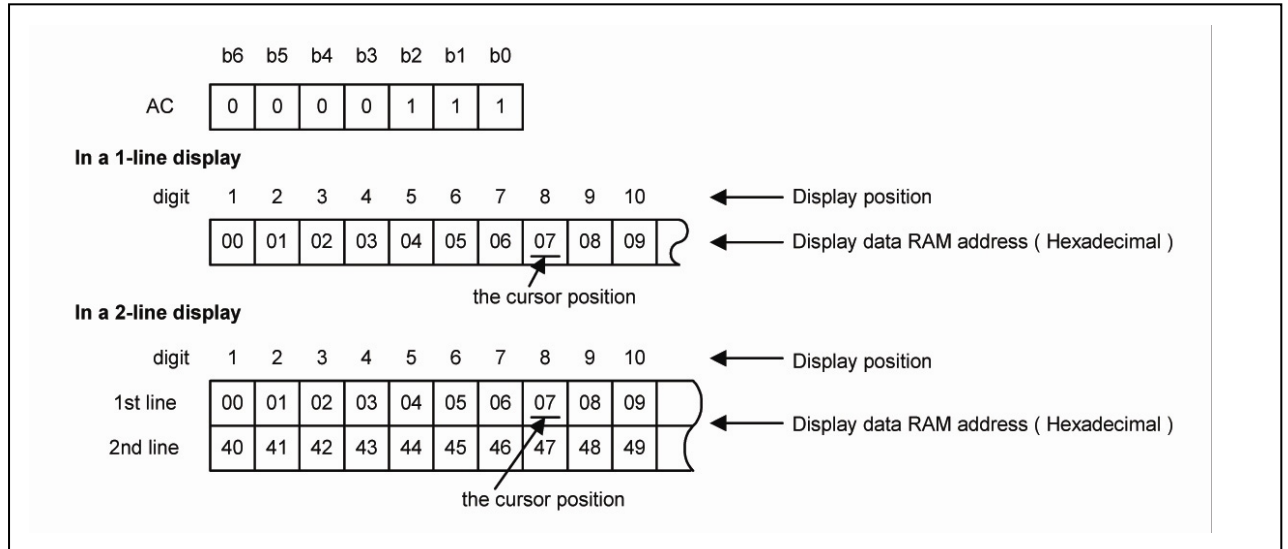 b6 b5 b4 b3 b2 b1 b0
AC 0 0 0 0 1 1 1
In a 1-line display
digit 1 2 3 4 5 6 7 8 9 10 Display position
00 01 02 03 04 05 06 07 08 09 Display data RAM address ( Hexadecimal )
the cursor position
In a 2-line display
digit 1 2 3 4 5 6 7 8 9 10 Display position
1st line 00 01 02 03 04 05 06 07 08 09
Display data RAM address ( Hexadecimal )
2nd line 40 41 42 43 44 45 46 47 48 49
the cursor position